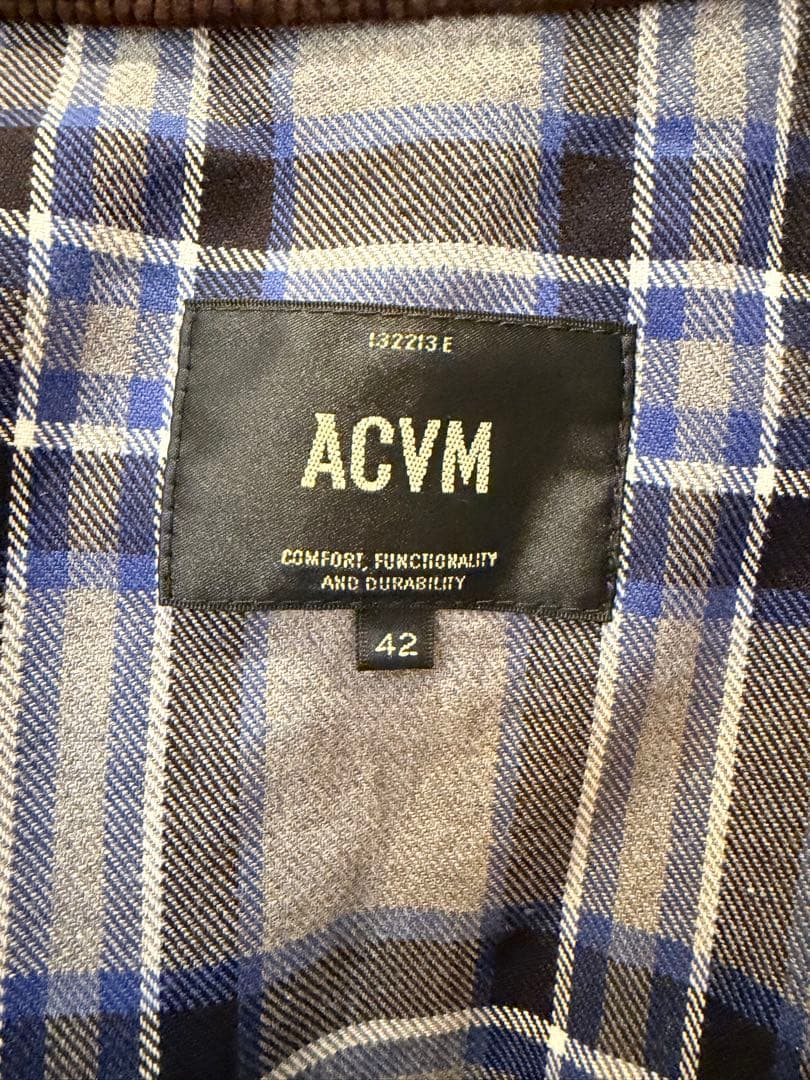 132213 E
ACVM
COMFORT, FUNCTIONALITY
AND DURABILITY
42